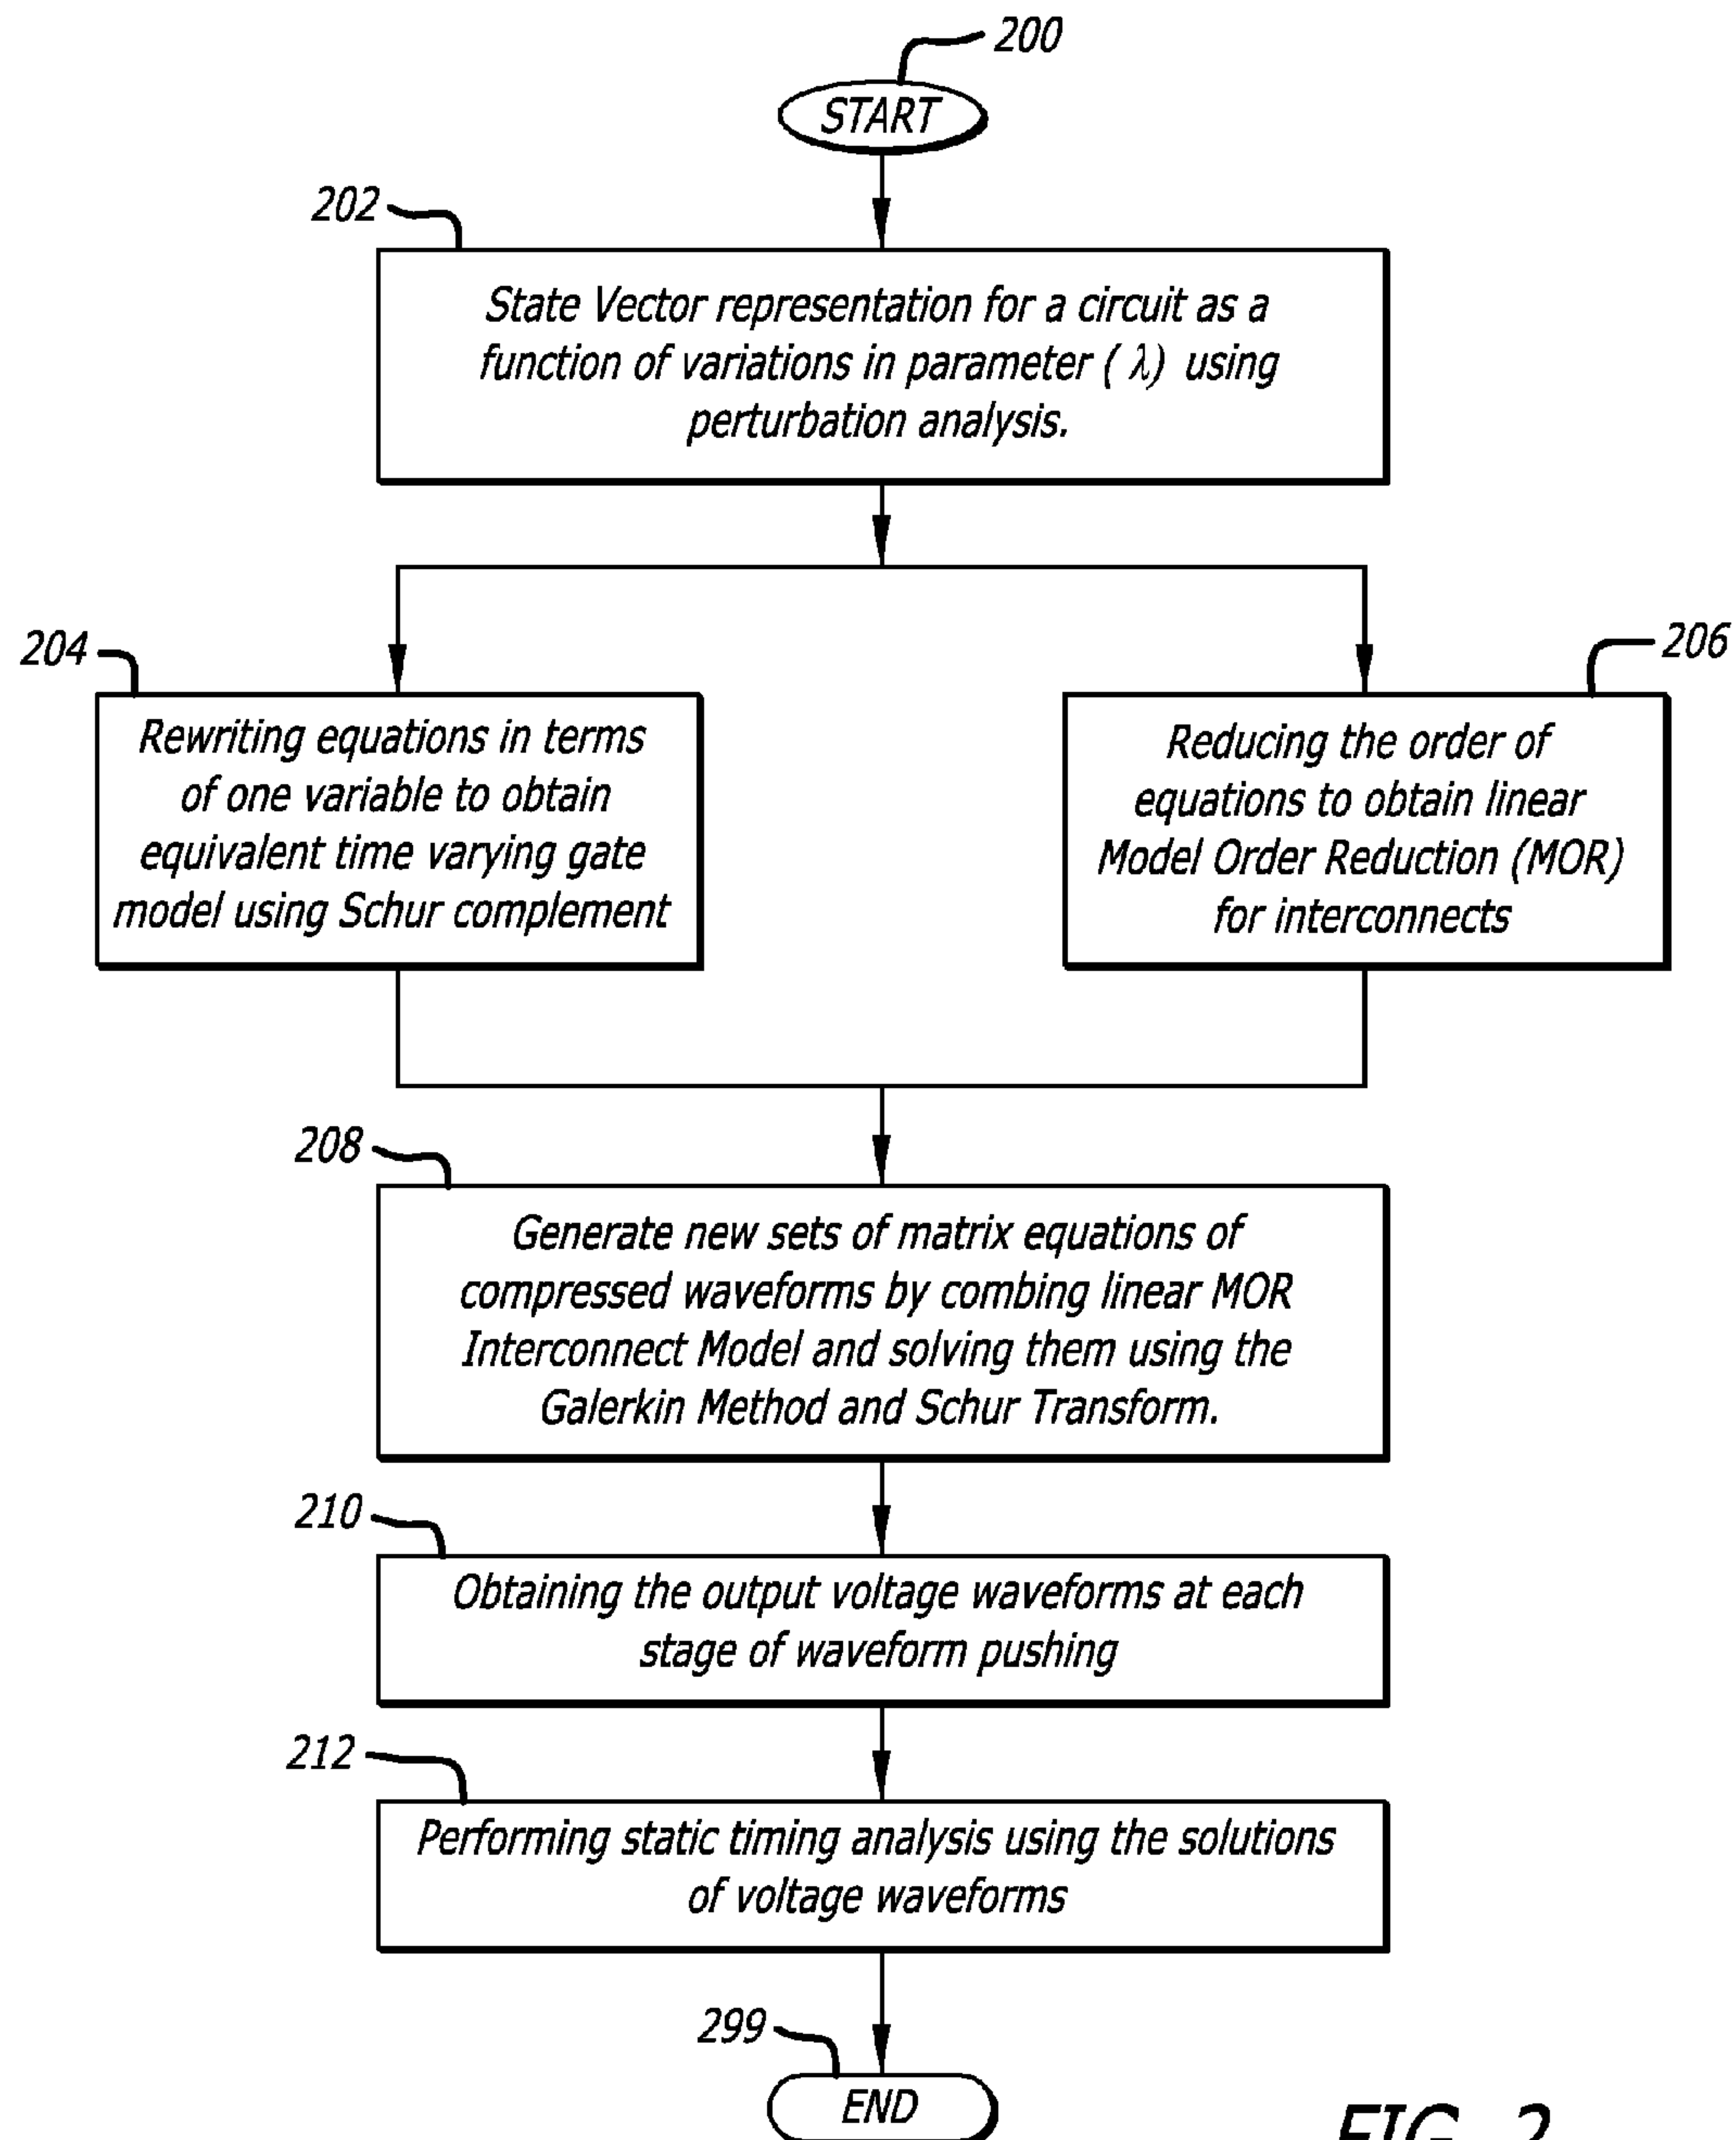 200
START
202
State Vector representation for a circuit as a
function of variations in parameter ( λ) using
perturbation analysis.
204
Rewriting equations in terms
of one variable to obtain
equivalent time varying gate
model using Schur complement
206
Reducing the order of
equations to obtain linear
Model Order Reduction (MOR)
for interconnects
208
Generate new sets of matrix equations of
compressed waveforms by combing linear MOR
Interconnect Model and solving them using the
Galerkin Method and Schur Transform.
210
Obtaining the output voltage waveforms at each
stage of waveform pushing
212
Performing static timing analysis using the solutions
of voltage waveforms
299
END
FIG. 2